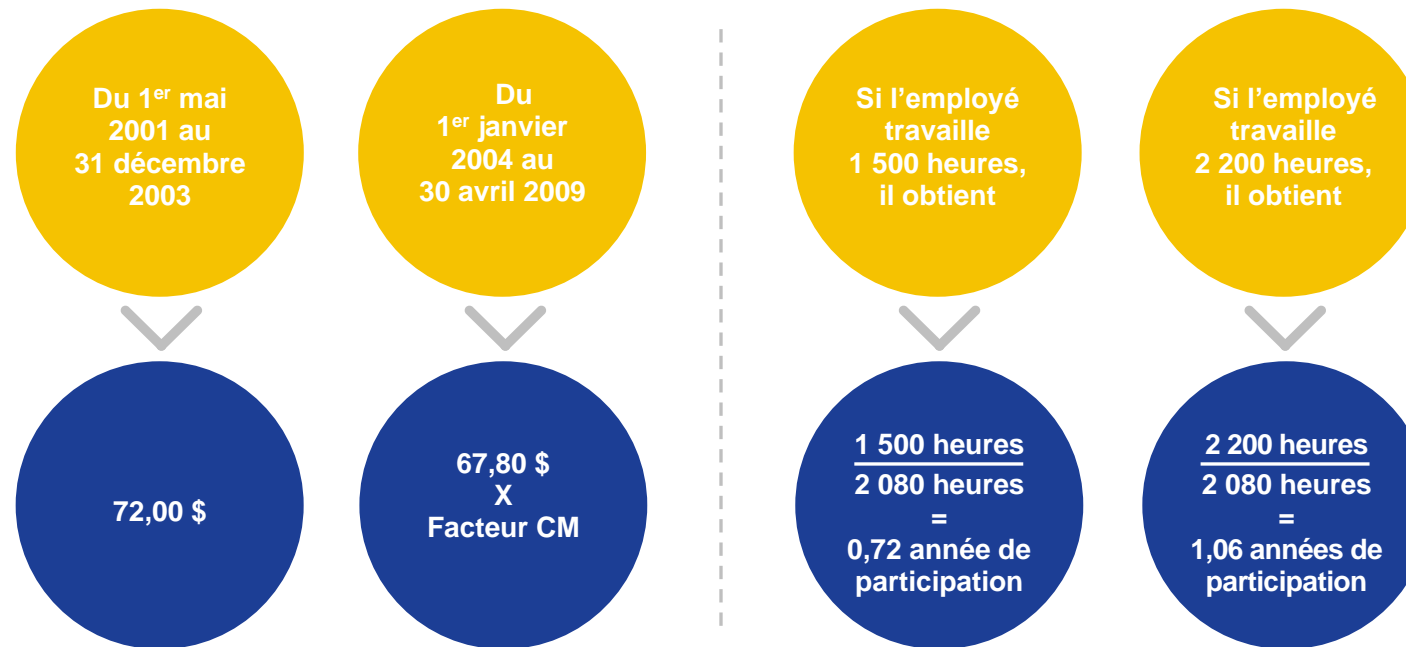 Du 1er mai
2001 au
31 décembre
2003
72,00 $
Du
1er janvier
2004 au
30 avril 2009
67,80 $
X
Facteur CM
Si l’employé
travaille
1 500 heures,
il obtient
1 500 heures
2 080 heures
=
0,72 année de
participation
Si l’employé
travaille
2 200 heures,
il obtient
2 200 heures
2 080 heures
=
1,06 années de
participation